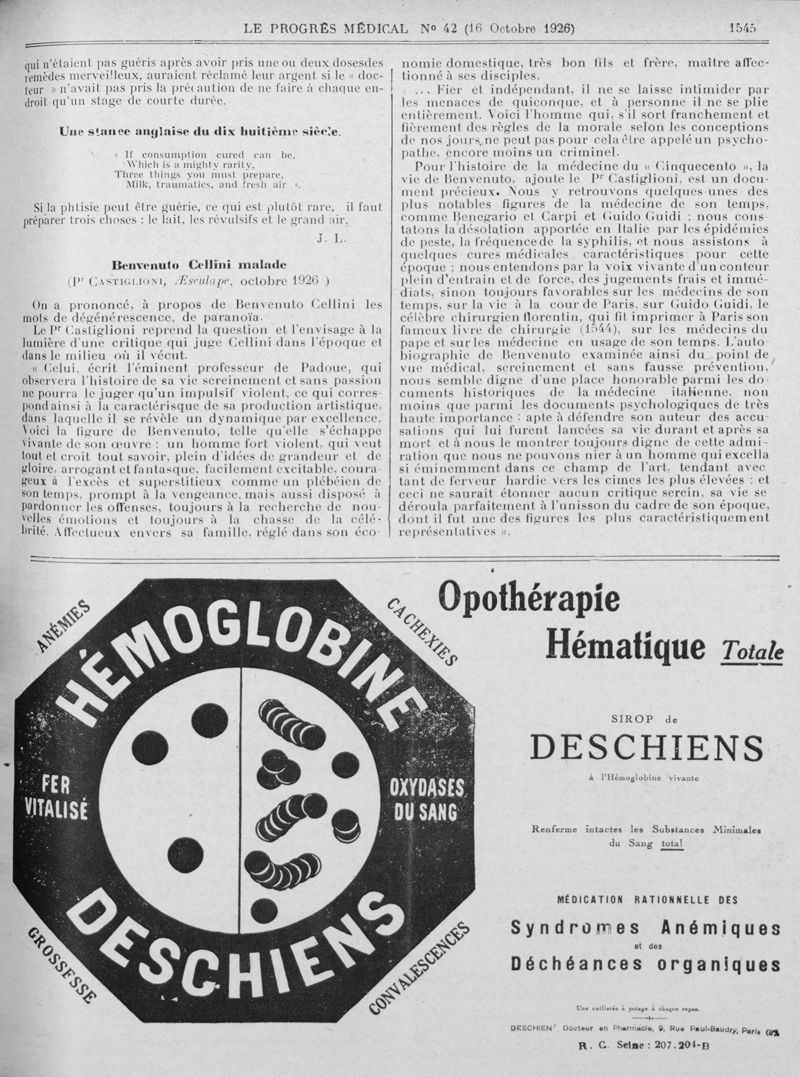 LE PROGRÈS MÉDICAL Nº 42 (16 Octobre 1926) 1545
qui n'étaient pas guéris après avoir pris une ou deux dosesdes
remèdes merveilleux, auraient réclamé leur argent si le « doc-
teur » n'avait pas pris la précaution de ne faire à chaque en-
droit qu'un stage de courte durée.
Une stance anglaise du dix huitième siècle.
« If consumption cured can be,
Which is a mighty rarity,
Three things you must prepare,
Milk, traumatics, and fresh air ».
Si la phtisie peut être guérie, ce qui est plutôt rare, il faut
préparer trois choses : le lait, les révulsifs et le grand air.
J. L.
Benvenuto Cellini malade
(Pr CASTIGLIONI, Æsculape, octobre 1926 )
On a prononcé, à propos de Benvenuto Cellini les
mots de dégénérescence, de paranoïa.
Le Pr Castiglioni reprend la question et l'envisage à la
lumière d'une critique qui juge Cellini dans l'époque et
dans le milieu où il vécut.
« Celui, écrit l'éminent professeur de Padoue, qui
observera l'histoire de sa vie sereinement et sans passion
ne pourra le juger qu'un impulsif violent, ce qui corres-
pond ainsi à la caractérisque de sa production artistique,
dans laquelle il se révèle un dynamique par excellence.
Voici la figure de Benvenuto, telle qu'elle s'échappe
vivante de son œuvre : un homme fort violent, qui veut
tout et croit tout savoir, plein d'idées de grandeur et de
gloire, arrogant et fantasque, facilement excitable, coura-
geux à l'excès et superstitieux comme un plébéien de
son temps, prompt à la vengeance, mais aussi disposé à
pardonner les offenses, toujours à la recherche de nou-
velles émotions et toujours à la chasse de la célé-
brité. Affectueux envers sa famille, réglé dans son éco-
nomie domestique, très bon fils et frère, maître affec-
tionné à ses disciples.
... Fier et indépendant, il ne se laisse intimider par
les menaces de quiconque, et à personne il ne se plie
entièrement. Voici l'homme qui, s'il sort franchement et
fièrement des règles de la morale selon les conceptions
de nos jours, ne peut pas pour cela être appelé un psycho-
pathe, encore moins un criminel.
Pour l'histoire de la médecine du « Cinquecento », la
vie de Benvenuto, ajoute le Pr Castiglioni, est un docu-
ment précieux. Nous y retrouvons quelques unes des
plus notables figures de la médecine de son temps,
comme Benegario et Carpi et Guido Guidi ; nous cons
tatons la désolation apportée en Italie par les épidémies
de peste, la fréquence de la syphilis, et nous assistons à
quelques cures médicales caractéristiques pour cette
époque ; nous entendons par la voix vivante d'un conteur
plein d'entrain et de force, des jugements frais et immé-
diats, sinon toujours favorables sur les médecins de son
temps, sur la vie à la cour de Paris, sur Guido Guidi, le
célèbre chirurgien florentin, qui fit imprimer à Paris son
fameux livre de chirurgie (1544), sur les médecins du
pape et sur les médecine en usage de son temps. L'auto
biographie de Benvenuto examinée ainsi du point de
vue médical, sereinement et sans fausse prévention,
nous semble digne d'une place honorable parmi les do-
cuments historiques de la médecine italienne, non
moins que parmi les documents psychologiques de très
haute importance : apte à défendre son auteur des accu-
sations qui lui furent lancées sa vie durant et après sa
mort et à nous le montrer toujours digne de cette admi-
ration que nous ne pouvons nier à un homme qui excella
si éminemment dans ce champ de l'art, tendant avec
tant de ferveur hardie vers les cimes les plus élevées : et
ceci ne saurait étonner aucun critique serein, sa vie se
déroula parfaitement à l'unisson du cadre de son époque,
dont il fut une des figures les plus caractéristiquement
représentatives ».
ANÉMIES
CACHEXIES
HÉMOGLOBINE
FER
VITALISÉ
OXYDASES
DU SANG
DESCHIENS
GROSSESSE
CONVALESCENCES
Opothérapie
Hématique Totale
SIROP de
DESCHIENS
à l'Hémoglobine vivante
Renferme intactes les Substances Minimales
du Sang total
MÉDICATION RATIONNELLE DES
Syndromes Anémiques
et des
Déchéances organiques
Une cuillerée à potage à chaque repas.
DESCHIENS Docteur en Pharmacie, 9, Rue Paul-Baudry, Paris (8e)
R. C. Seine : 207.204-B